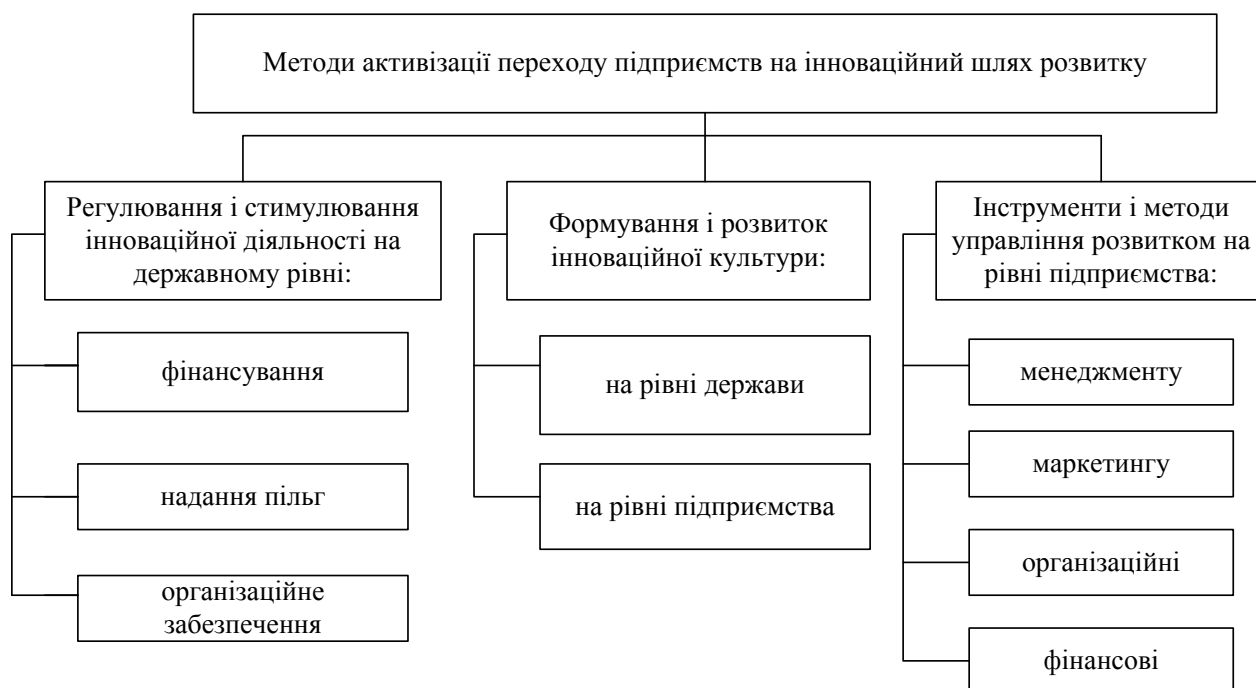 Методи активізації переходу підприємств на інноваційний шлях розвитку
Регулювання і стимулювання
інноваційної діяльності на
державному рівні:
фінансування
надання пільг
організаційне
забезпечення
Формування і розвиток
інноваційної культури:
на рівні держави
на рівні підприємства
Інструменти і методи
управління розвитком на
рівні підприємства:
менеджменту
маркетингу
організаційні
фінансові